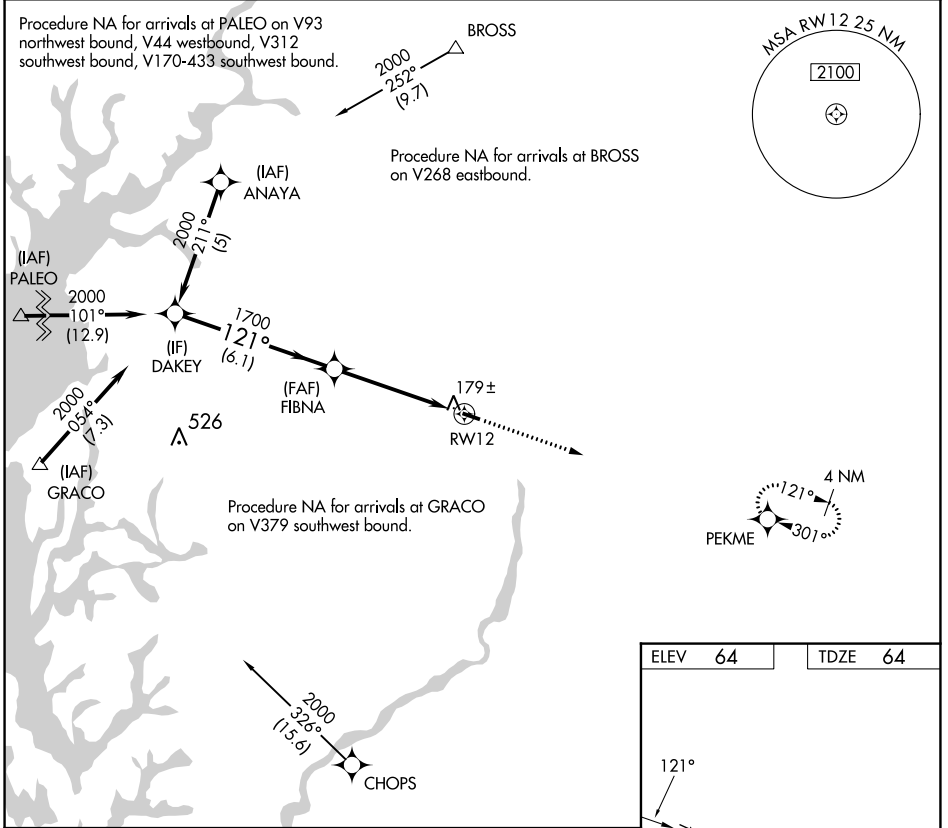 Procedure NA for arrivals at PALEO on V93
northwest bound, V44 westbound, V312
southwest bound, V170-433 southwest bound.
BROSS
2000
252°
(9.7)
MSA RW12 25 NM
2100
Procedure NA for arrivals at BROSS
on V268 eastbound.
(IAF)
ANAYA
2000
211°
(5)
(IAF)
PALEO
2000
101°
(12.9)
(IF)
DAKEY
1700
121°
(6.1)
(FAF)
FIBNA
179±
RW12
2000
054°
(7.3)
(IAF)
GRACO
526
Procedure NA for arrivals at GRACO
on V379 southwest bound.
4 NM
121°
301°
PEKME
2000
326°
(15.6)
CHOPS
ELEV 64
TDZE 64
121°